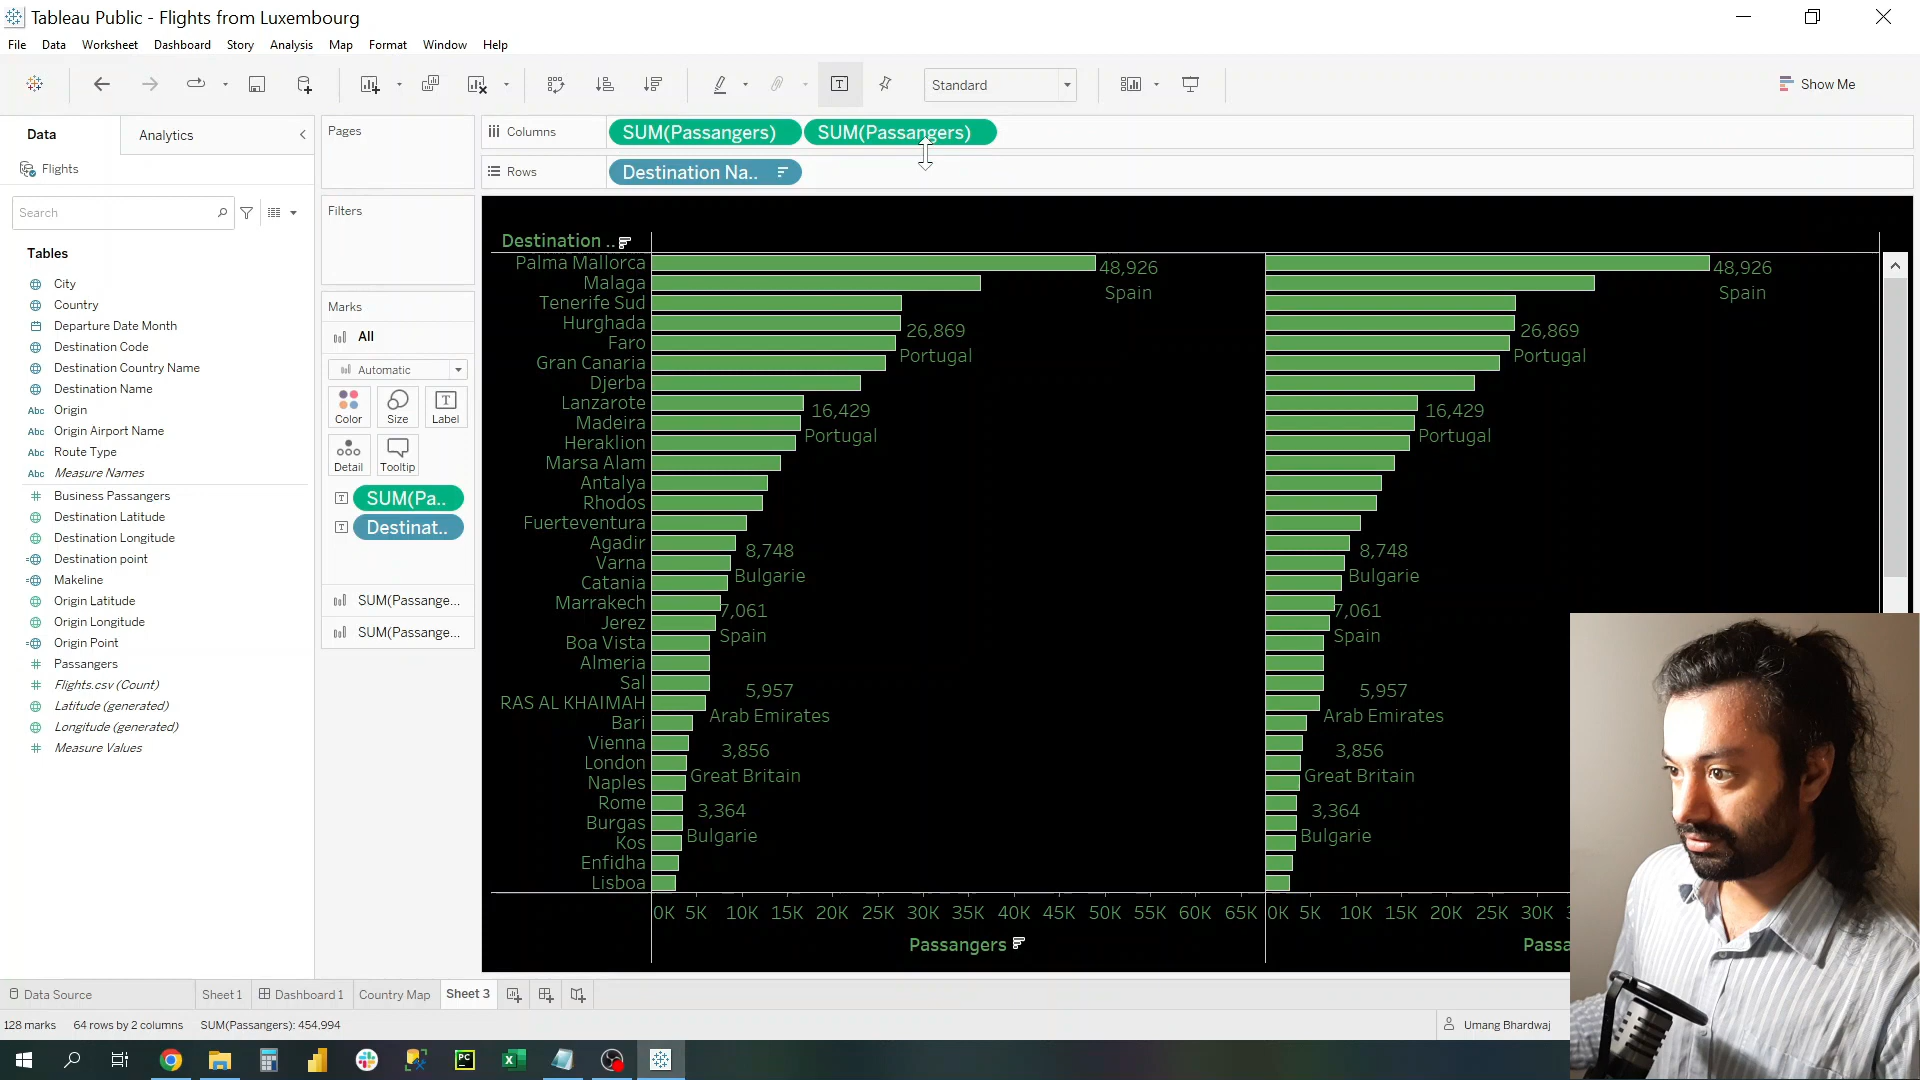 Tableau Public - Flights from Luxembourg
File Data Worksheet Dashboard Story Analysis Map Format Window Help
Standard
Show Me
Data Analytics
Flights
Search
Tables
City
Country
Departure Date Month
Destination Code
Destination Country Name
Destination Name
Abc Origin
Abc Origin Airport Name
Abc Route Type
Abc Measure Names
Business Passangers
Destination Latitude
Destination Longitude
Destination point
Makeline
Origin Latitude
Origin Longitude
Origin Point
Passangers
Flights.csv (Count)
Latitude (generated)
Longitude (generated)
Measure Values
Pages
Filters
Marks
All
Automatic
Color Size Label
Detail Tooltip
SUM(Pa..
Destinat..
SUM(Passange...
SUM(Passange...
Columns SUM(Passangers) SUM(Passangers)
Rows Destination Na..
Destination ..
Palma Mallorca 48,926 48,926
Malaga Spain Spain
Tenerife Sud
Hurghada 26,869 26,869
Faro Portugal Portugal
Gran Canaria
Djerba
Lanzarote 16,429 16,429
Madeira Portugal Portugal
Heraklion
Marsa Alam
Antalya
Rhodos
Fuerteventura
Agadir 8,748 8,748
Varna Bulgarie Bulgarie
Catania
Marrakech 7,061 7,061
Jerez Spain Spain
Boa Vista
Almeria
Sal 5,957 5,957
RAS AL KHAIMAH Arab Emirates Arab Emirates
Bari
Vienna 3,856 3,856
London Great Britain Great Britain
Naples
Rome 3,364 3,364
Burgas Bulgarie Bulgarie
Kos
Enfidha
Lisboa
0K 5K 10K 15K 20K 25K 30K 35K 40K 45K 50K 55K 60K 65K 0K 5K 10K 15K 20K 25K 30K
Passangers Passa
Data Source Sheet 1 Dashboard 1 Country Map Sheet 3
128 marks 64 rows by 2 columns SUM(Passangers): 454,994
Umang Bhardwaj
PC